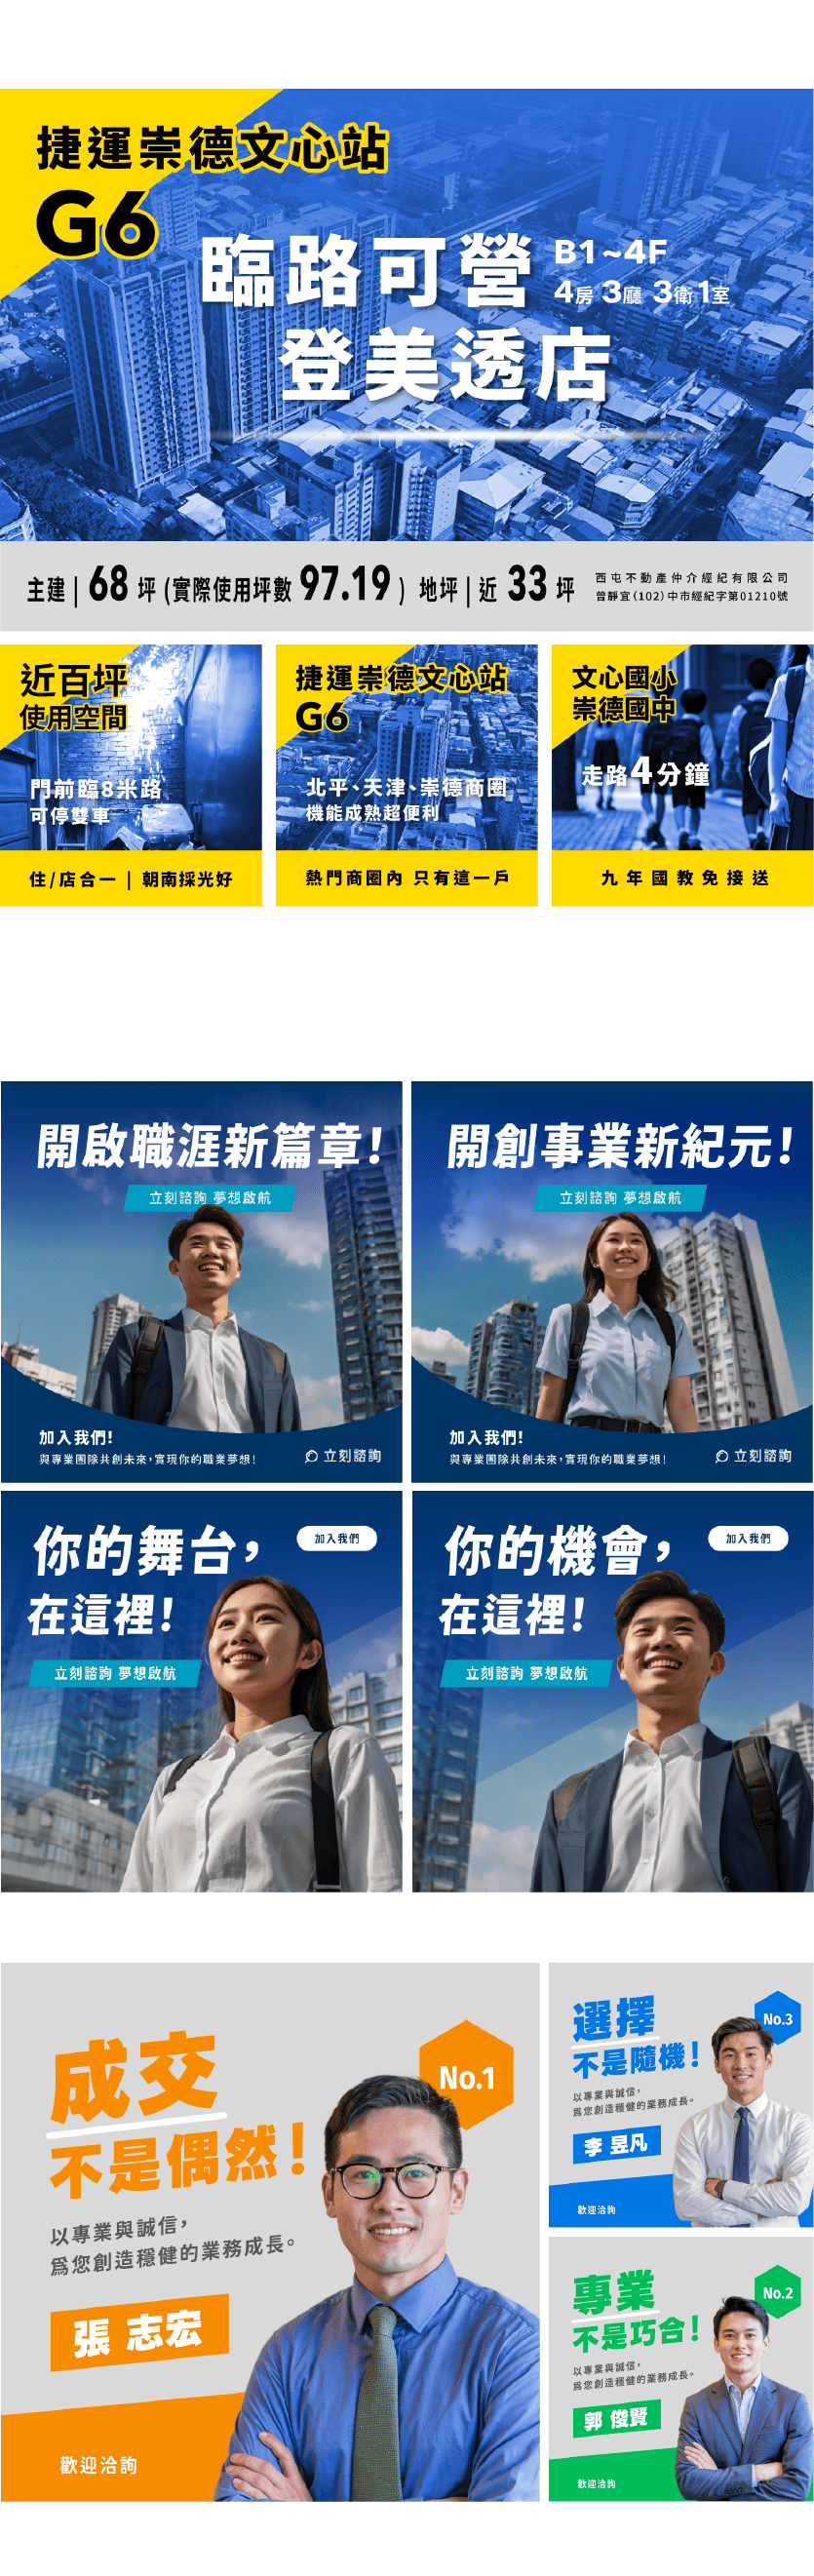 捷運崇德文心站
G6
臨路可營
登美透店
B1~4F
4房 3廳 3衛 1室
主建 | 68 坪 (實際使用坪數 97.19 ) 地坪 | 近 33 坪
西屯不動產仲介經紀有限公司
曾靜宜(102)中市經紀字第01210號
近百坪
使用空間
門前臨8米路
可停雙車
住/店合一 | 朝南採光好
捷運崇德文心站
G6
北平、天津、崇德商圈
機能成熟超便利
熱門商圈內 只有這一戶
文心國小
崇德國中
走路4分鐘
九年國教免接送
開啟職涯新篇章!
立刻諮詢 夢想啟航
加入我們!
與專業團隊共創未來,實現你的職業夢想!
立刻諮詢
開創事業新紀元!
立刻諮詢 夢想啟航
加入我們!
與專業團隊共創未來,實現你的職業夢想!
立刻諮詢
你的舞台,
在這裡!
加入我們
立刻諮詢 夢想啟航
你的機會,
在這裡!
加入我們
立刻諮詢 夢想啟航
成交
不是偶然!
No.1
以專業與誠信,
為您創造穩健的業務成長。
張 志宏
歡迎洽詢
選擇
不是隨機!
No.3
以專業與誠信,
為您創造穩健的業務成長。
李 昱凡
歡迎洽詢
專業
不是巧合!
No.2
以專業與誠信,
為您創造穩健的業務成長。
郭 俊賢
歡迎洽詢